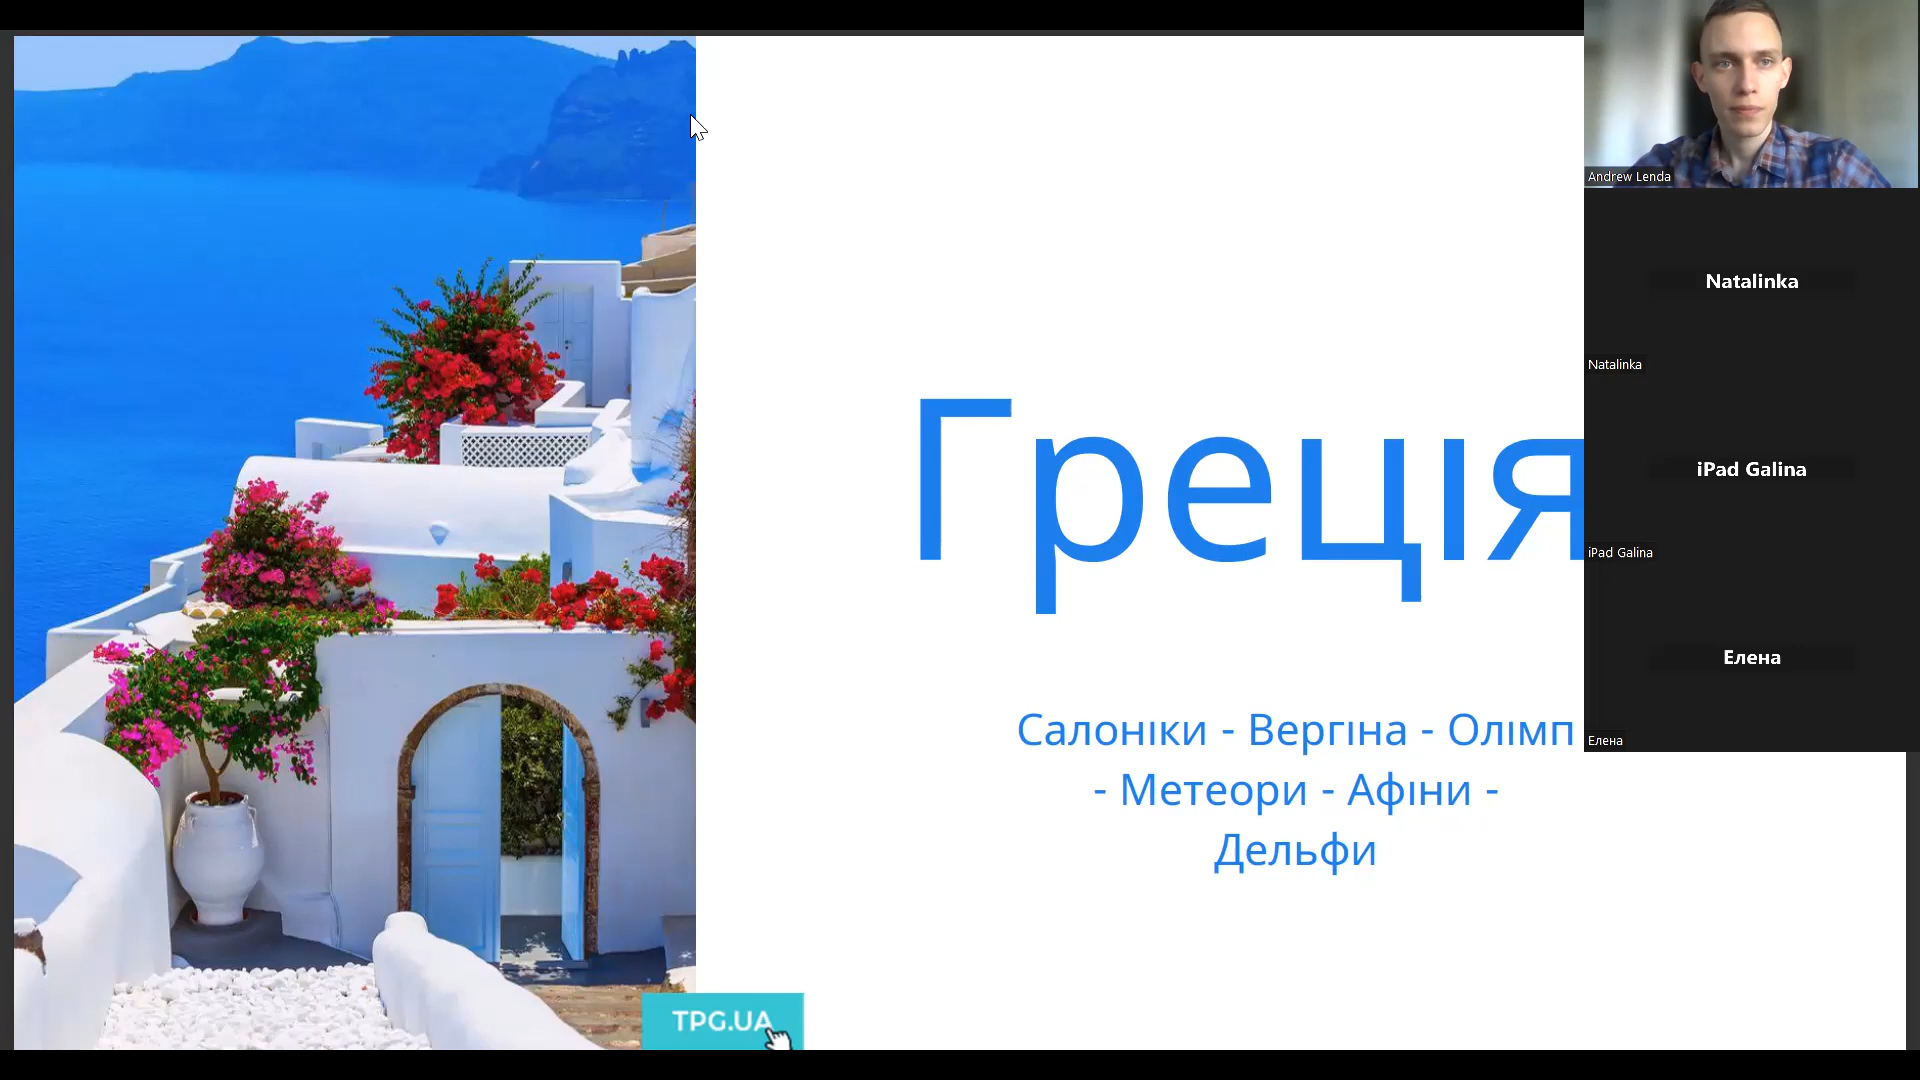 Греція
Салоніки - Вергіна - Олімп
- Метеори - Афіни -
Дельфи
TPG.UA
Andrew Lenda
Natalinka
Natalinka
iPad Galina
iPad Galina
Елена
Елена